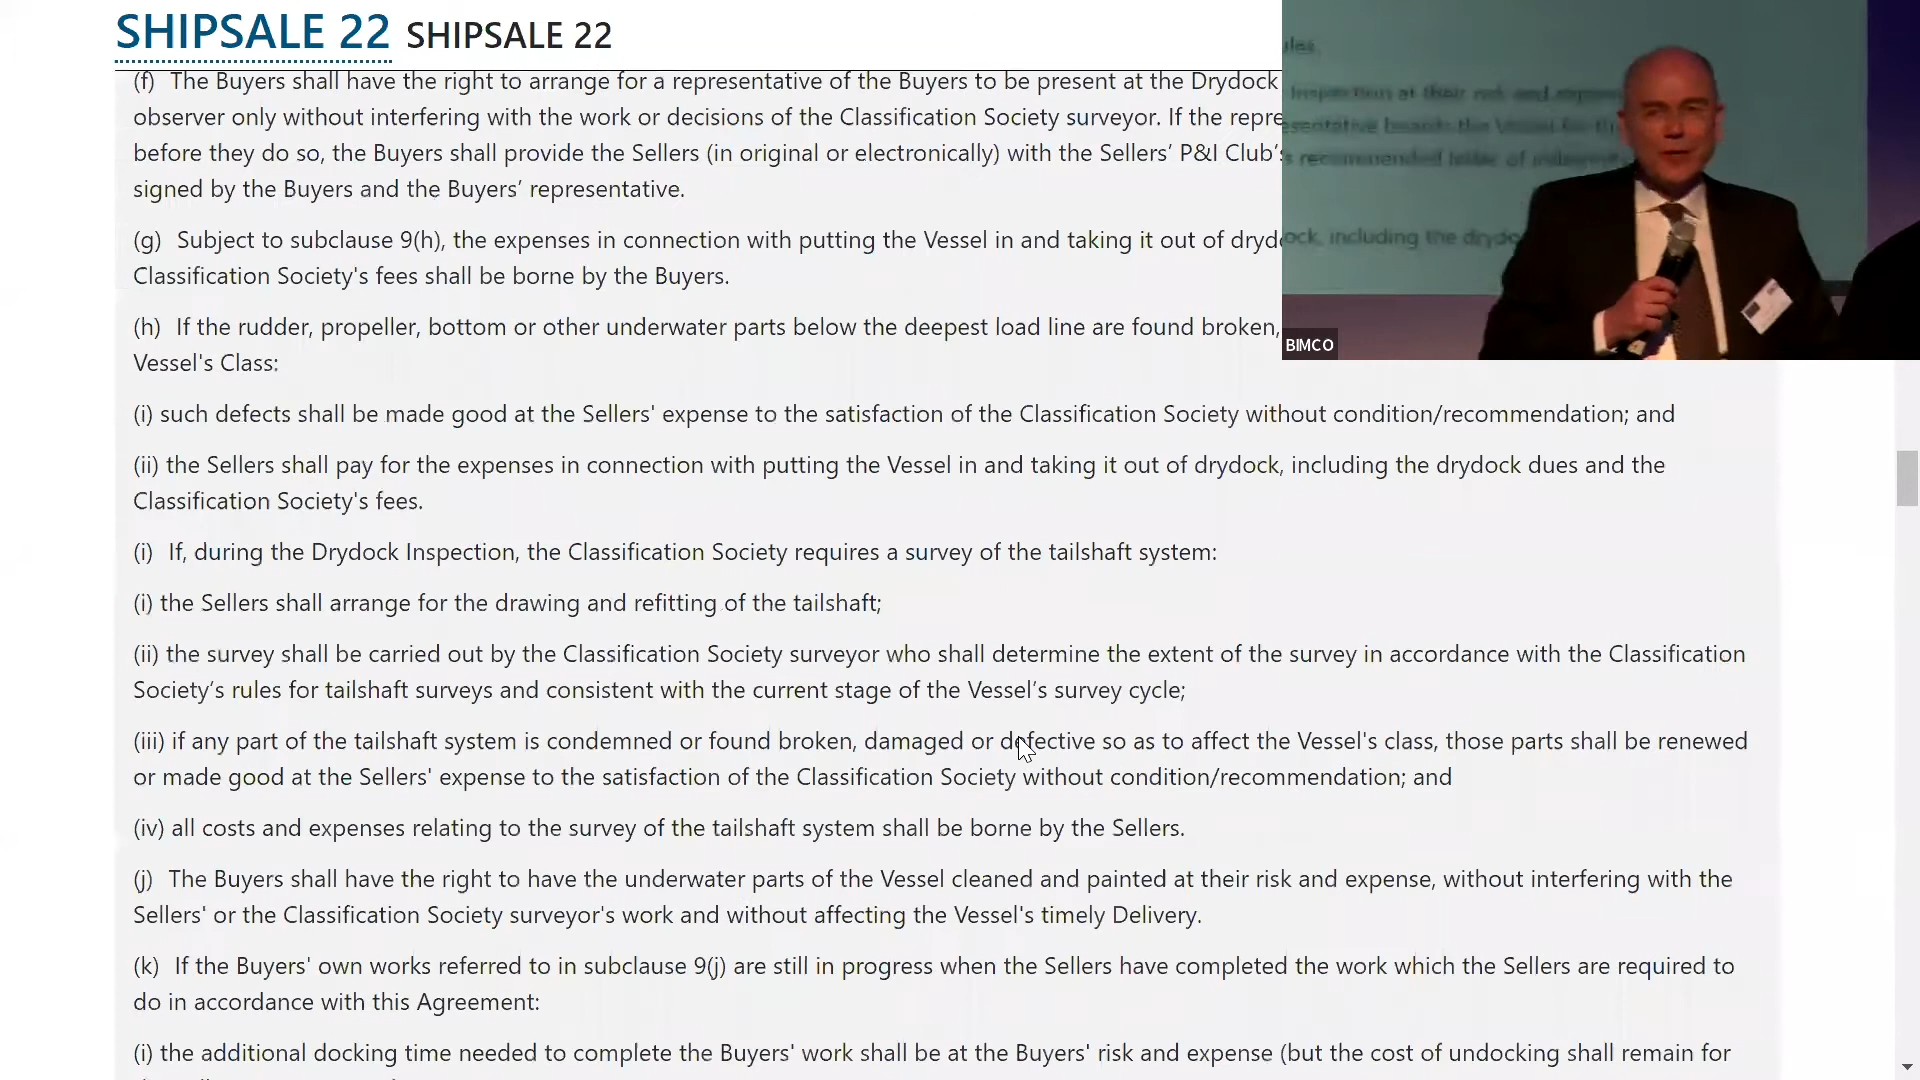 SHIPSALE 22 SHIPSALE 22
(f) The Buyers shall have the right to arrange for a representative of the Buyers to be present at the Drydock
observer only without interfering with the work or decisions of the Classification Society surveyor. If the repre
before they do so, the Buyers shall provide the Sellers (in original or electronically) with the Sellers’ P&I Club’s
signed by the Buyers and the Buyers’ representative.
(g) Subject to subclause 9(h), the expenses in connection with putting the Vessel in and taking it out of dryd
Classification Society's fees shall be borne by the Buyers.
(h) If the rudder, propeller, bottom or other underwater parts below the deepest load line are found broken,
Vessel's Class:
(i) such defects shall be made good at the Sellers' expense to the satisfaction of the Classification Society without condition/recommendation; and
(ii) the Sellers shall pay for the expenses in connection with putting the Vessel in and taking it out of drydock, including the drydock dues and the
Classification Society's fees.
(i) If, during the Drydock Inspection, the Classification Society requires a survey of the tailshaft system:
(i) the Sellers shall arrange for the drawing and refitting of the tailshaft;
(ii) the survey shall be carried out by the Classification Society surveyor who shall determine the extent of the survey in accordance with the Classification
Society’s rules for tailshaft surveys and consistent with the current stage of the Vessel’s survey cycle;
(iii) if any part of the tailshaft system is condemned or found broken, damaged or defective so as to affect the Vessel's class, those parts shall be renewed
or made good at the Sellers' expense to the satisfaction of the Classification Society without condition/recommendation; and
(iv) all costs and expenses relating to the survey of the tailshaft system shall be borne by the Sellers.
(j) The Buyers shall have the right to have the underwater parts of the Vessel cleaned and painted at their risk and expense, without interfering with the
Sellers' or the Classification Society surveyor's work and without affecting the Vessel's timely Delivery.
(k) If the Buyers' own works referred to in subclause 9(j) are still in progress when the Sellers have completed the work which the Sellers are required to
do in accordance with this Agreement:
(i) the additional docking time needed to complete the Buyers' work shall be at the Buyers' risk and expense (but the cost of undocking shall remain for
inspection at their risk and
boards the Vessel for
recommended letter of
ock, including the
BIMCO